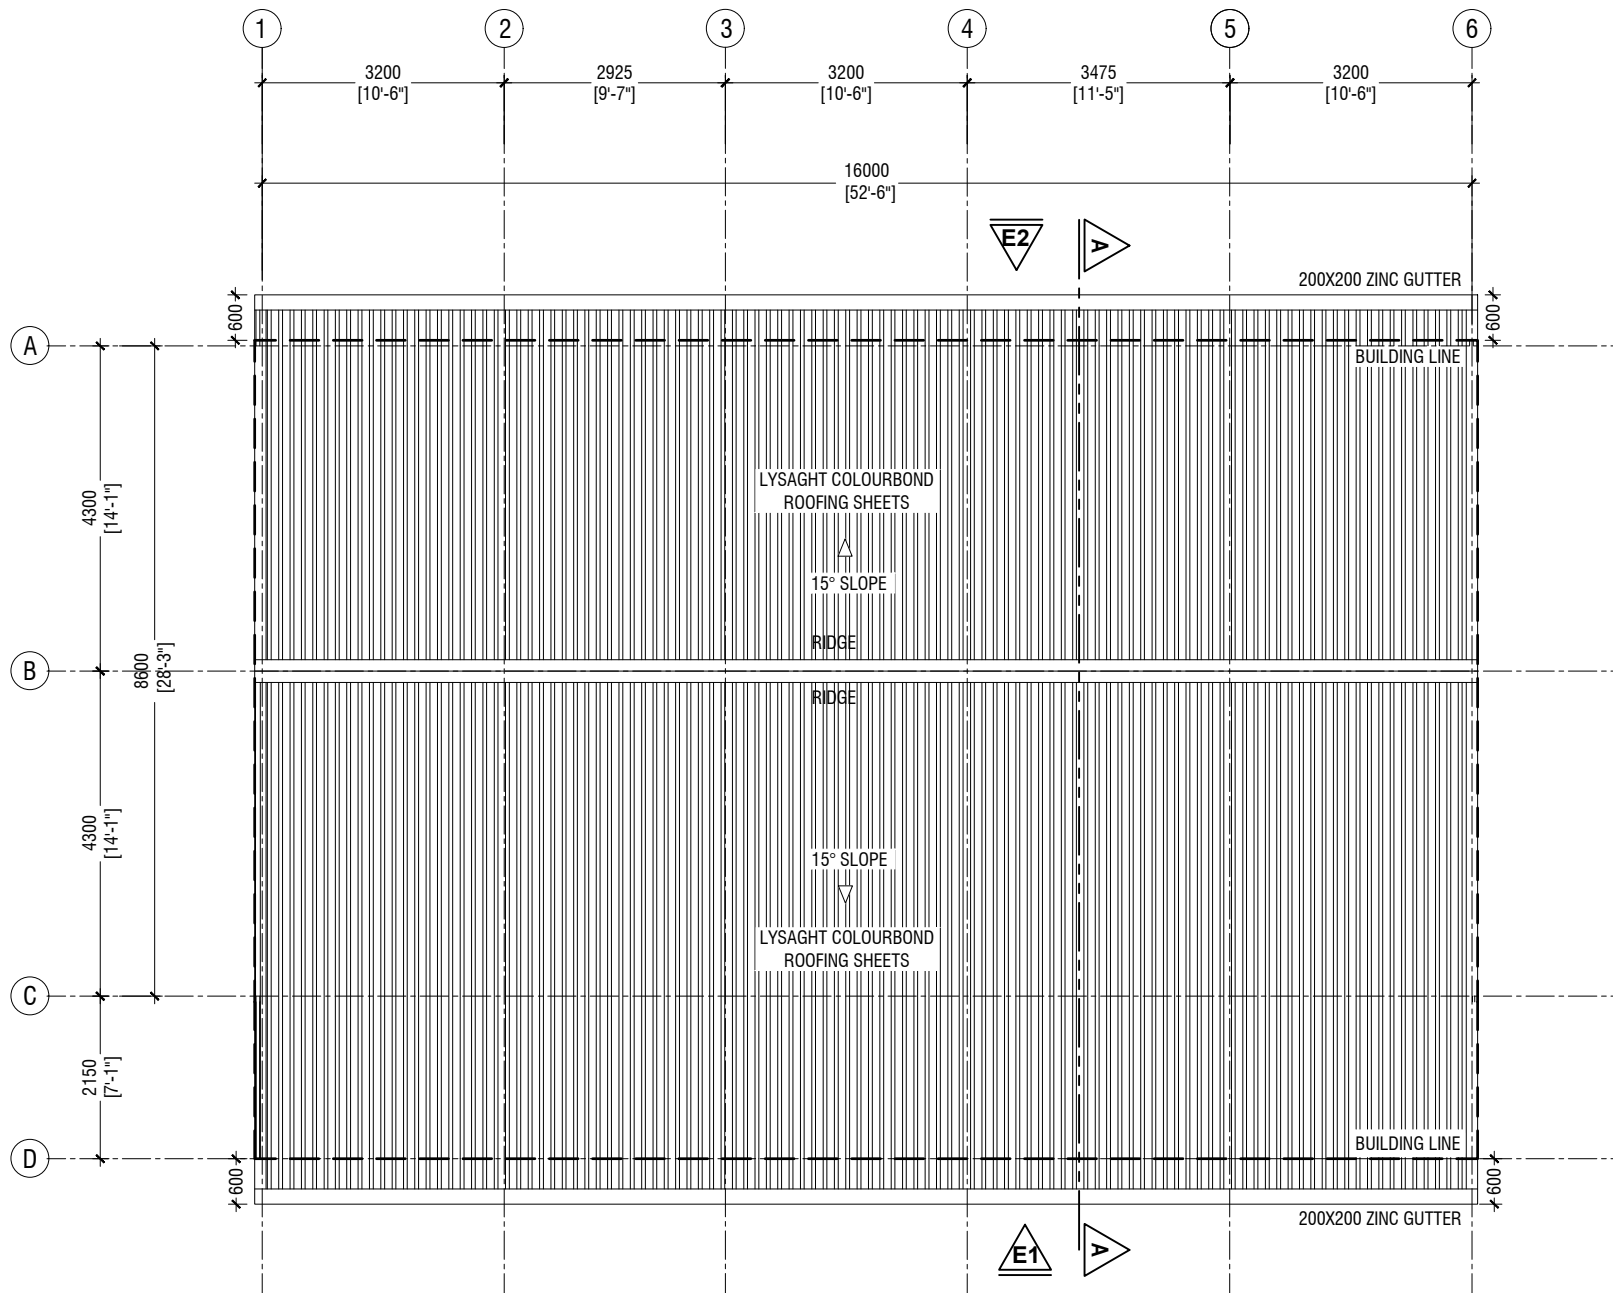 1 2 3 4 5 6
3200 2925 3200 3475 3200
[10'-6"] [9'-7"] [10'-6"] [11'-5"] [10'-6"]
16000
[52'-6"]
E2 A
200X200 ZINC GUTTER
600 600
A
BUILDING LINE
LYSAGHT COLOURBOND
ROOFING SHEETS
4300
[14'-1"]
15° SLOPE
RIDGE
B
8600
[28'-3"]
RIDGE
4300
[14'-1"]
15° SLOPE
LYSAGHT COLOURBOND
ROOFING SHEETS
C
2150
[7'-1"]
BUILDING LINE
D
600 600
200X200 ZINC GUTTER
E1 A